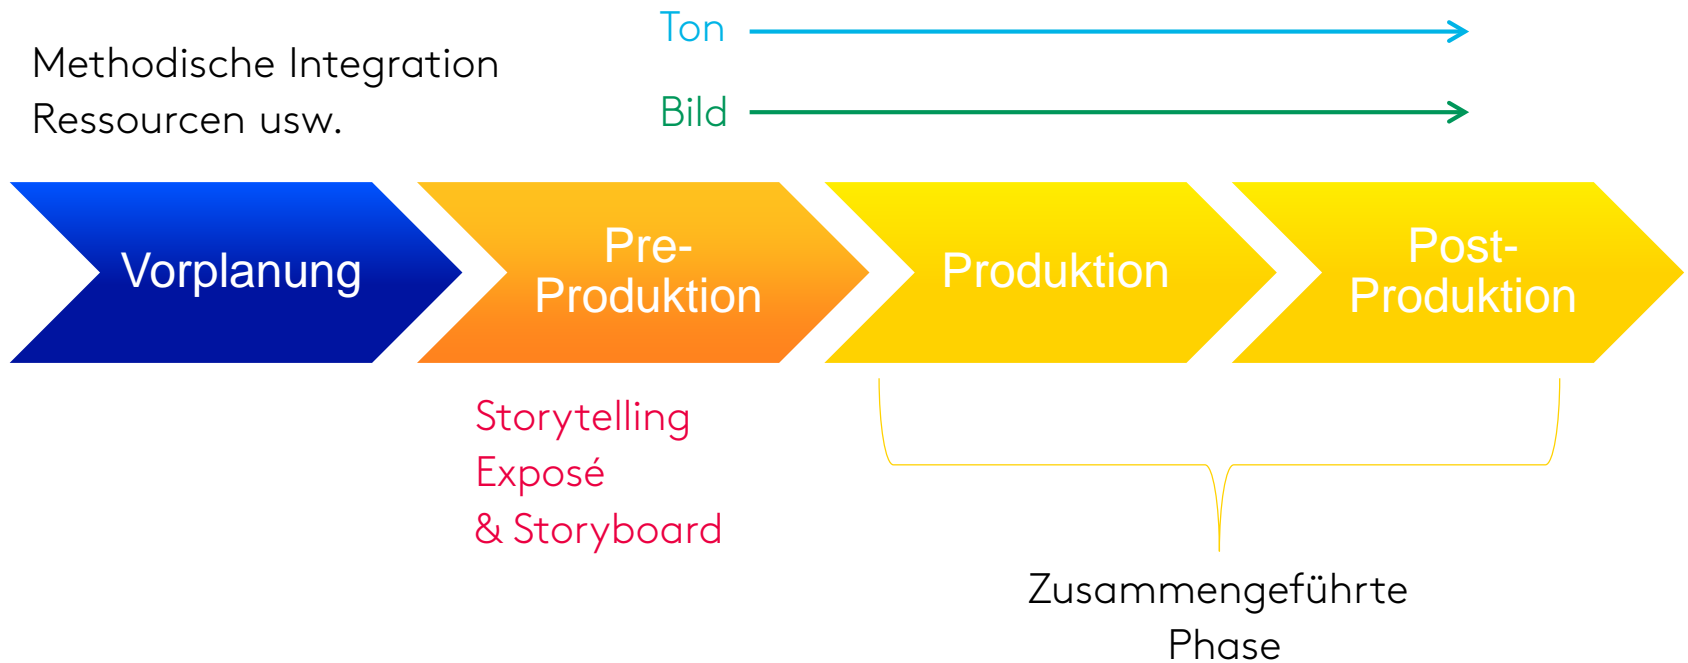 Methodische Integration
Ressourcen usw.
Ton
Bild
Vorplanung
Pre-
Produktion
Produktion
Post-
Produktion
Storytelling
Exposé
& Storyboard
Zusammengeführte
Phase